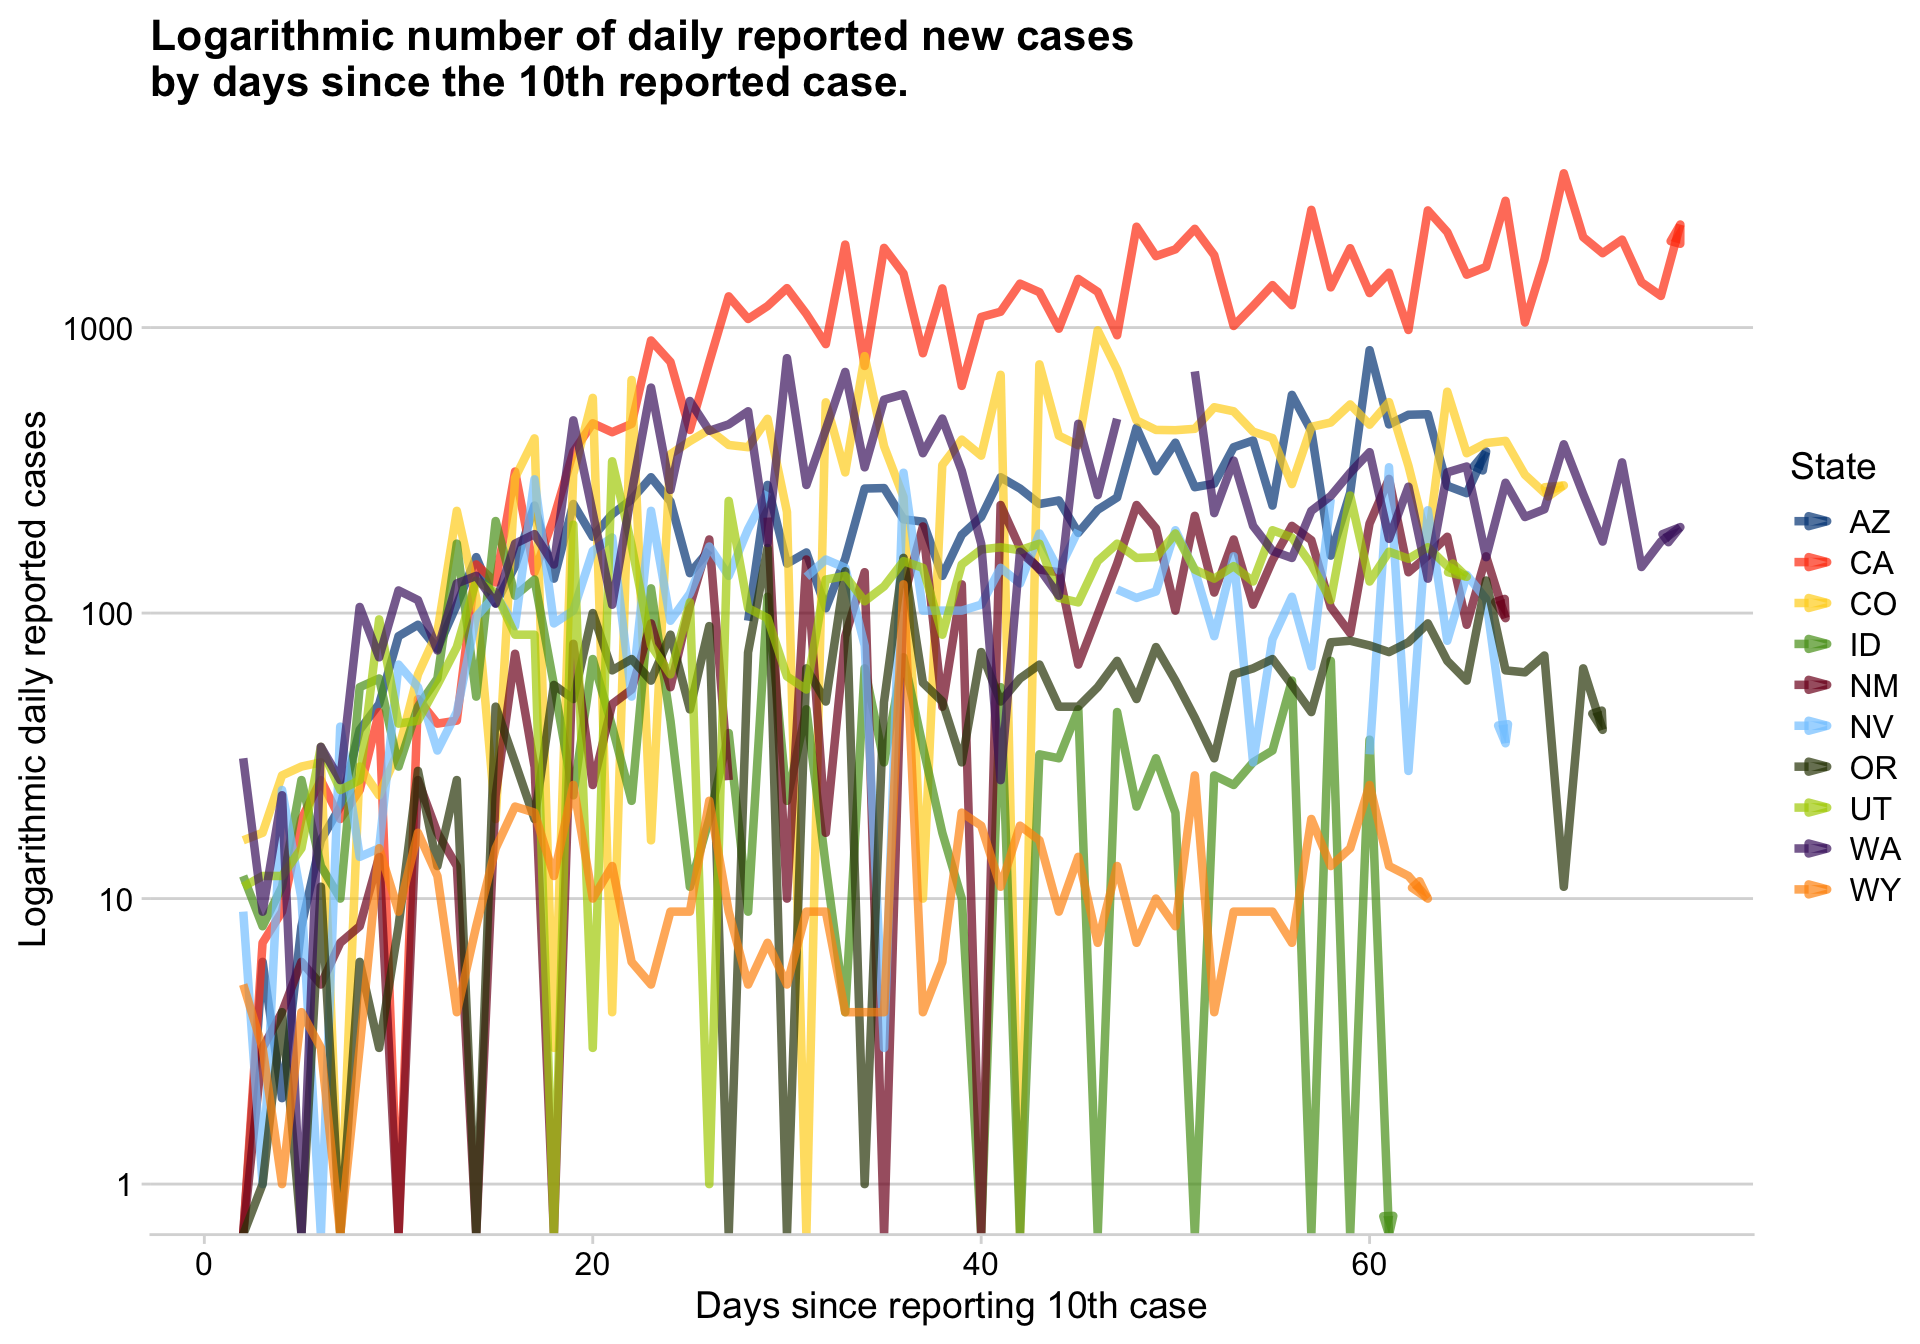 Logarithmic number of daily reported new cases
by days since the 10th reported case.
Logarithmic daily reported cases
1000
100
10
1
0
20
40
60
Days since reporting 10th case
State
AZ
CA
CO
ID
NM
NV
OR
UT
WA
WY